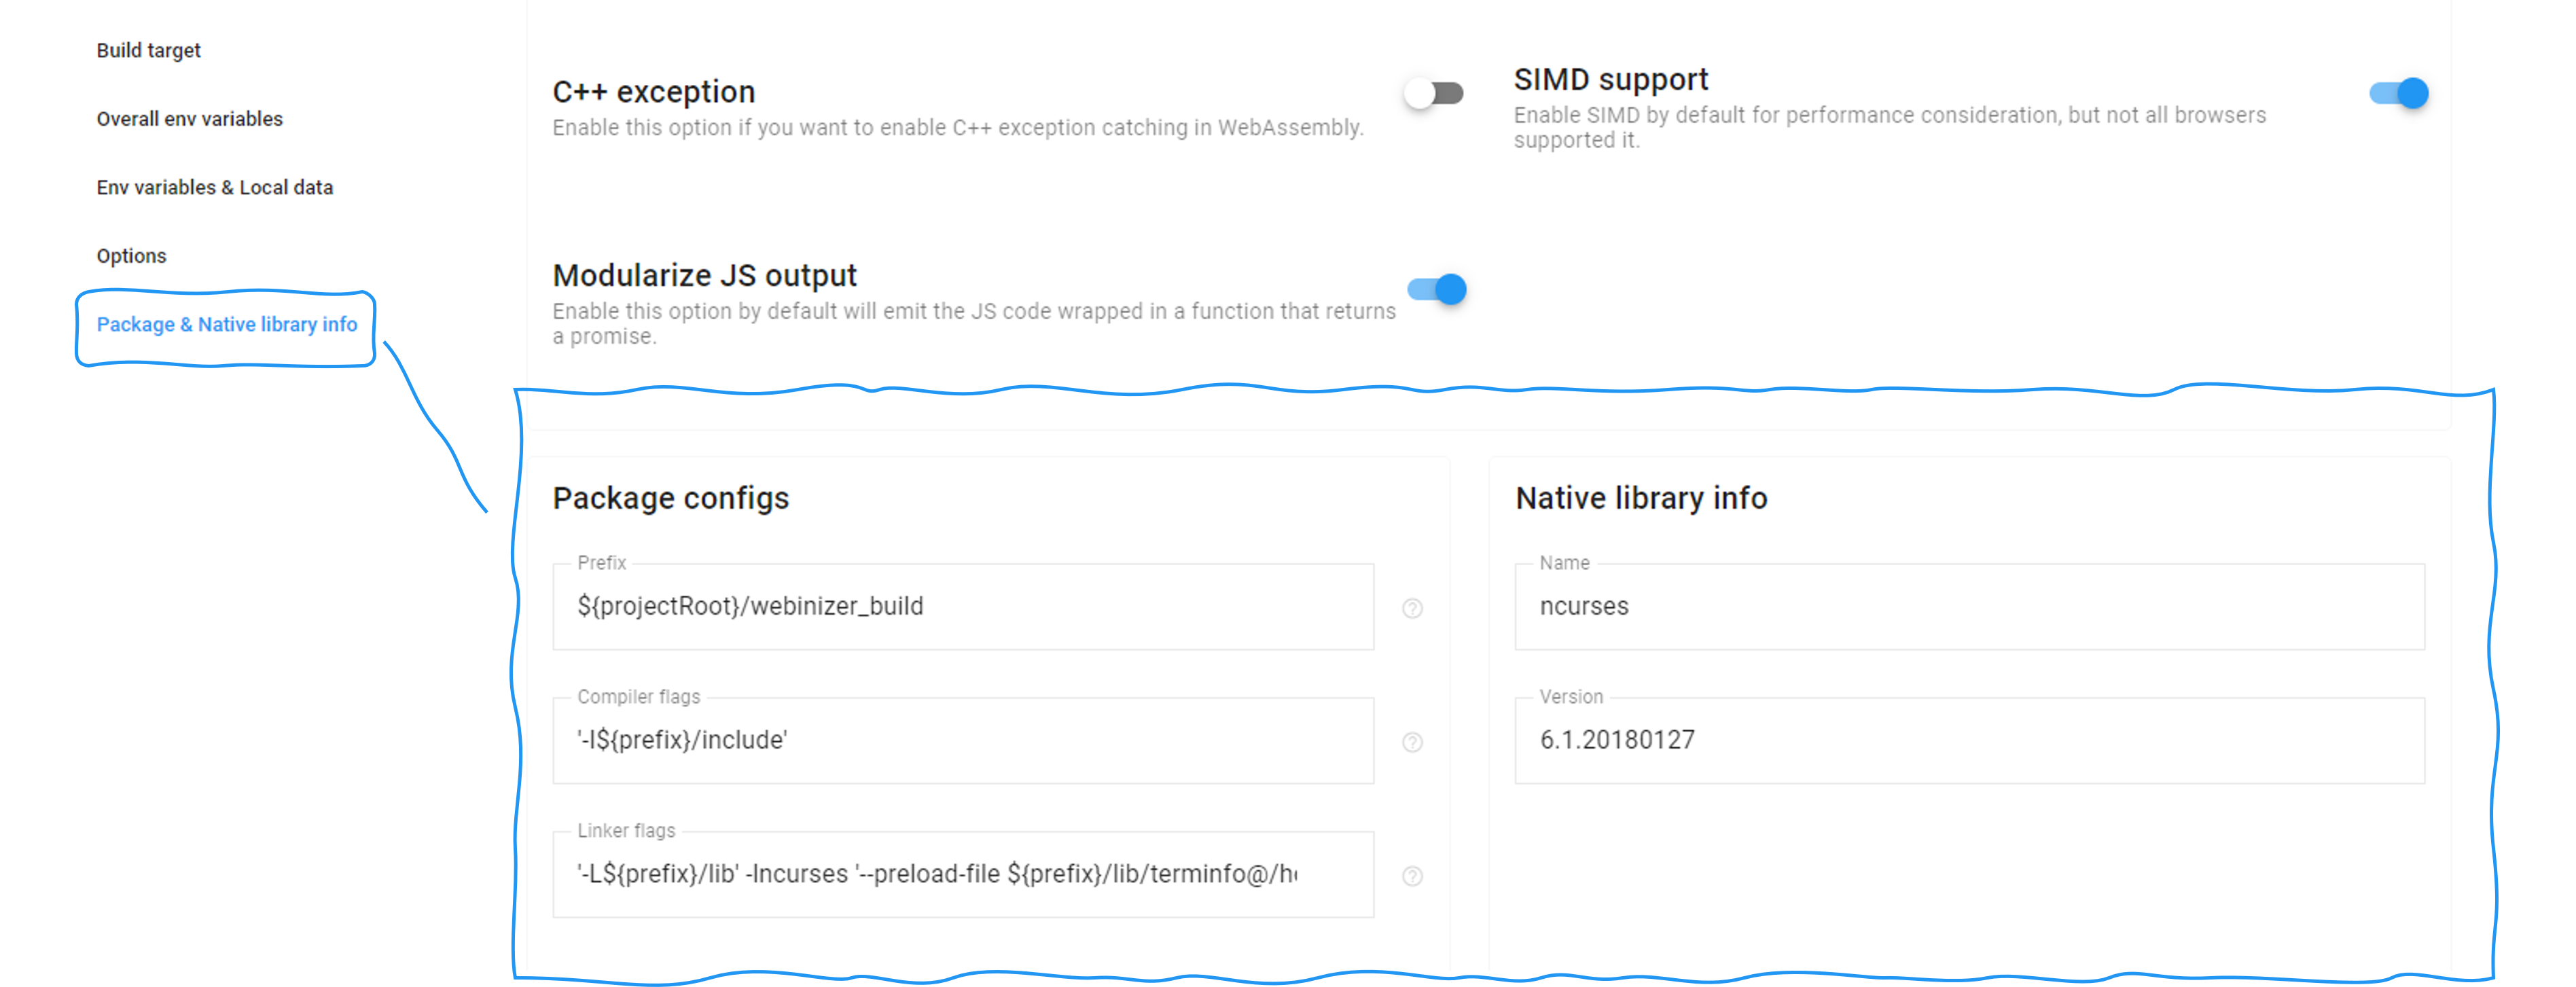 Build target
Overall env variables
Env variables & Local data
Options
Package & Native library info
C++ exception
Enable this option if you want to enable C++ exception catching in WebAssembly.
SIMD support
Enable SIMD by default for performance consideration, but not all browsers
supported it.
Modularize JS output
Enable this option by default will emit the JS code wrapped in a function that returns
a promise.
Package configs
Prefix
${projectRoot}/webinizer_build
Compiler flags
'-I${prefix}/include'
Linker flags
'-L${prefix}/lib' -lncurses '--preload-file ${prefix}/lib/terminfo@/h
Native library info
Name
ncurses
Version
6.1.20180127